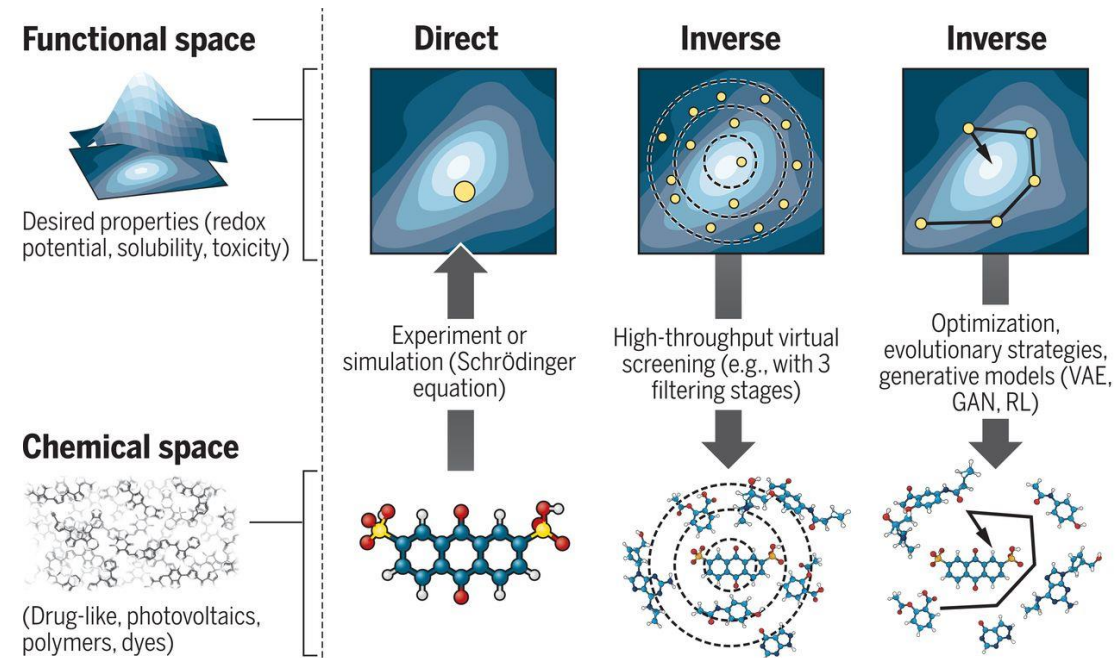 Functional space
Desired properties (redox
potential, solubility, toxicity)
Chemical space
(Drug-like, photovoltaics,
polymers, dyes)
Direct
Experiment or
simulation (Schrödinger
equation)
Inverse
High-throughput virtual
screening (e.g., with 3
filtering stages)
Inverse
Optimization,
evolutionary strategies,
generative models (VAE,
GAN, RL)